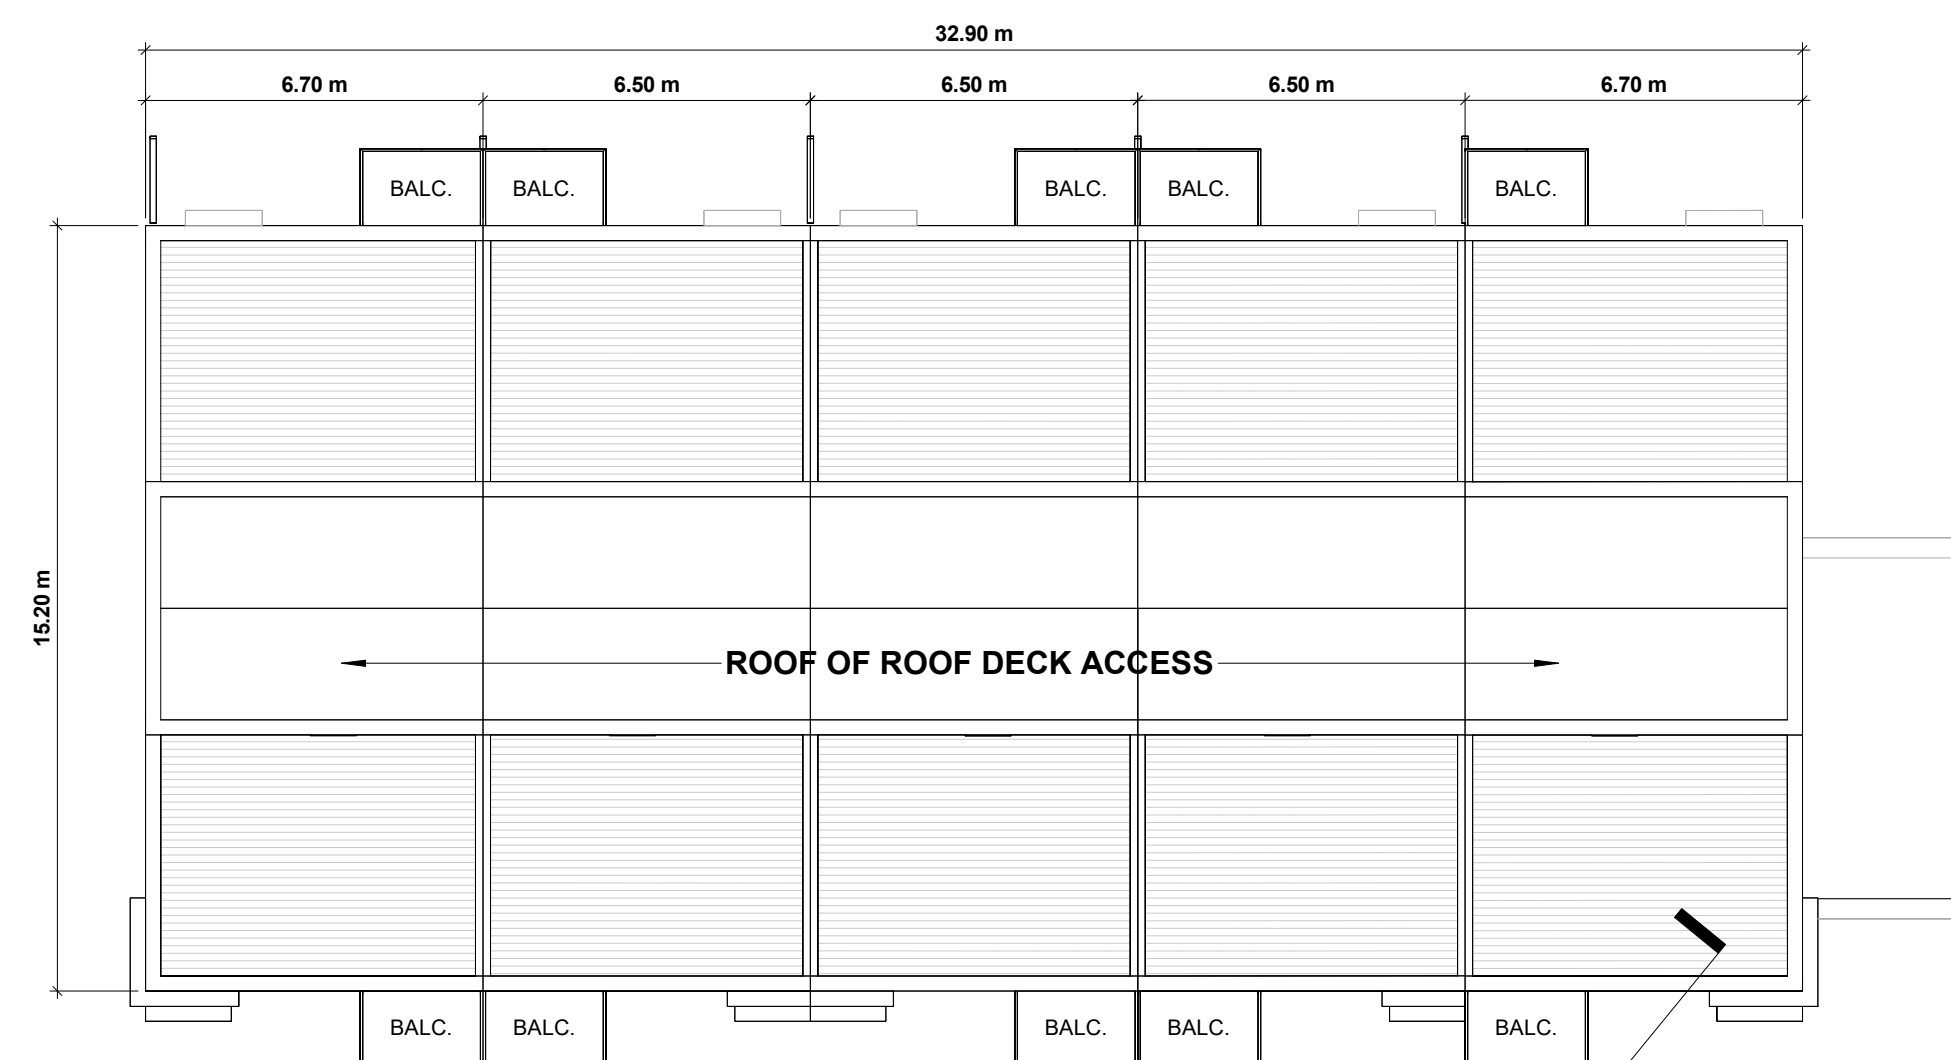 32.90 m
6.70 m 6.50 m 6.50 m 6.50 m 6.70 m
BALC. BALC. BALC. BALC. BALC.
15.20 m
ROOF OF ROOF DECK ACCESS
BALC. BALC. BALC. BALC. BALC.